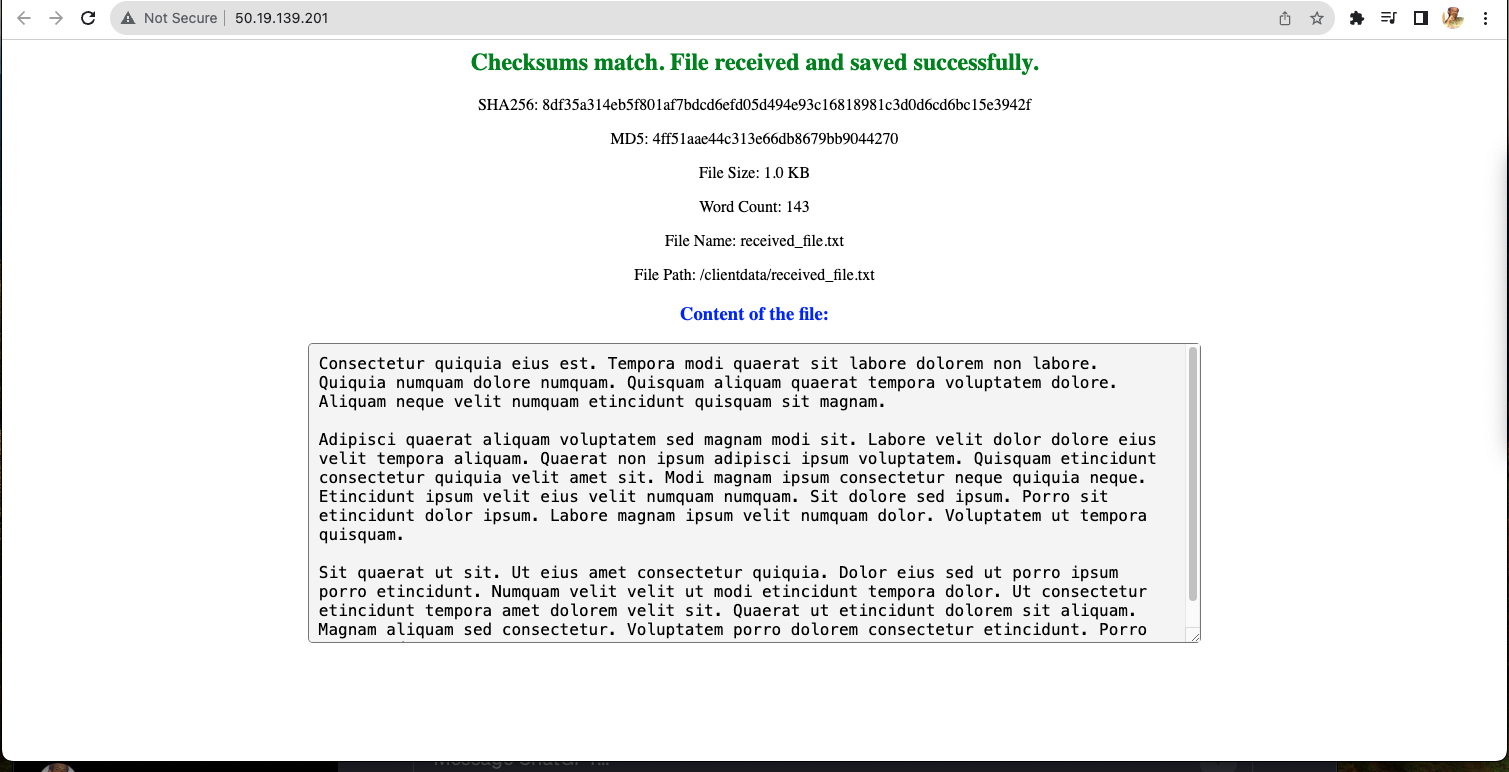 Not Secure 50.19.139.201
Checksums match. File received and saved successfully.
SHA256: 8df35a314eb5f801af7bdcd6efd05d494e93c16818981c3d0d6cd6bc15e3942f
MD5: 4ff51aae44c313e66db8679bb9044270
File Size: 1.0 KB
Word Count: 143
File Name: received_file.txt
File Path: /clientdata/received_file.txt
Content of the file:
Consectetur quiquia eius est. Tempora modi quaerat sit labore dolorem non labore.
Quiquia numquam dolore numquam. Quisquam aliquam quaerat tempora voluptatem dolore.
Aliquam neque velit numquam etincidunt quisquam sit magnam.
Adipisci quaerat aliquam voluptatem sed magnam modi sit. Labore velit dolor dolore eius
velit tempora aliquam. Quaerat non ipsum adipisci ipsum voluptatem. Quisquam etincidunt
consectetur quiquia velit amet sit. Modi magnam ipsum consectetur neque quiquia neque.
Etincidunt ipsum velit eius velit numquam numquam. Sit dolore sed ipsum. Porro sit
etincidunt dolor ipsum. Labore magnam ipsum velit numquam dolor. Voluptatem ut tempora
quisquam.
Sit quaerat ut sit. Ut eius amet consectetur quiquia. Dolor eius sed ut porro ipsum
porro etincidunt. Numquam velit velit ut modi etincidunt tempora dolor. Ut consectetur
etincidunt tempora amet dolorem velit sit. Quaerat ut etincidunt dolorem sit aliquam.
Magnam aliquam sed consectetur. Voluptatem porro dolorem consectetur etincidunt. Porro